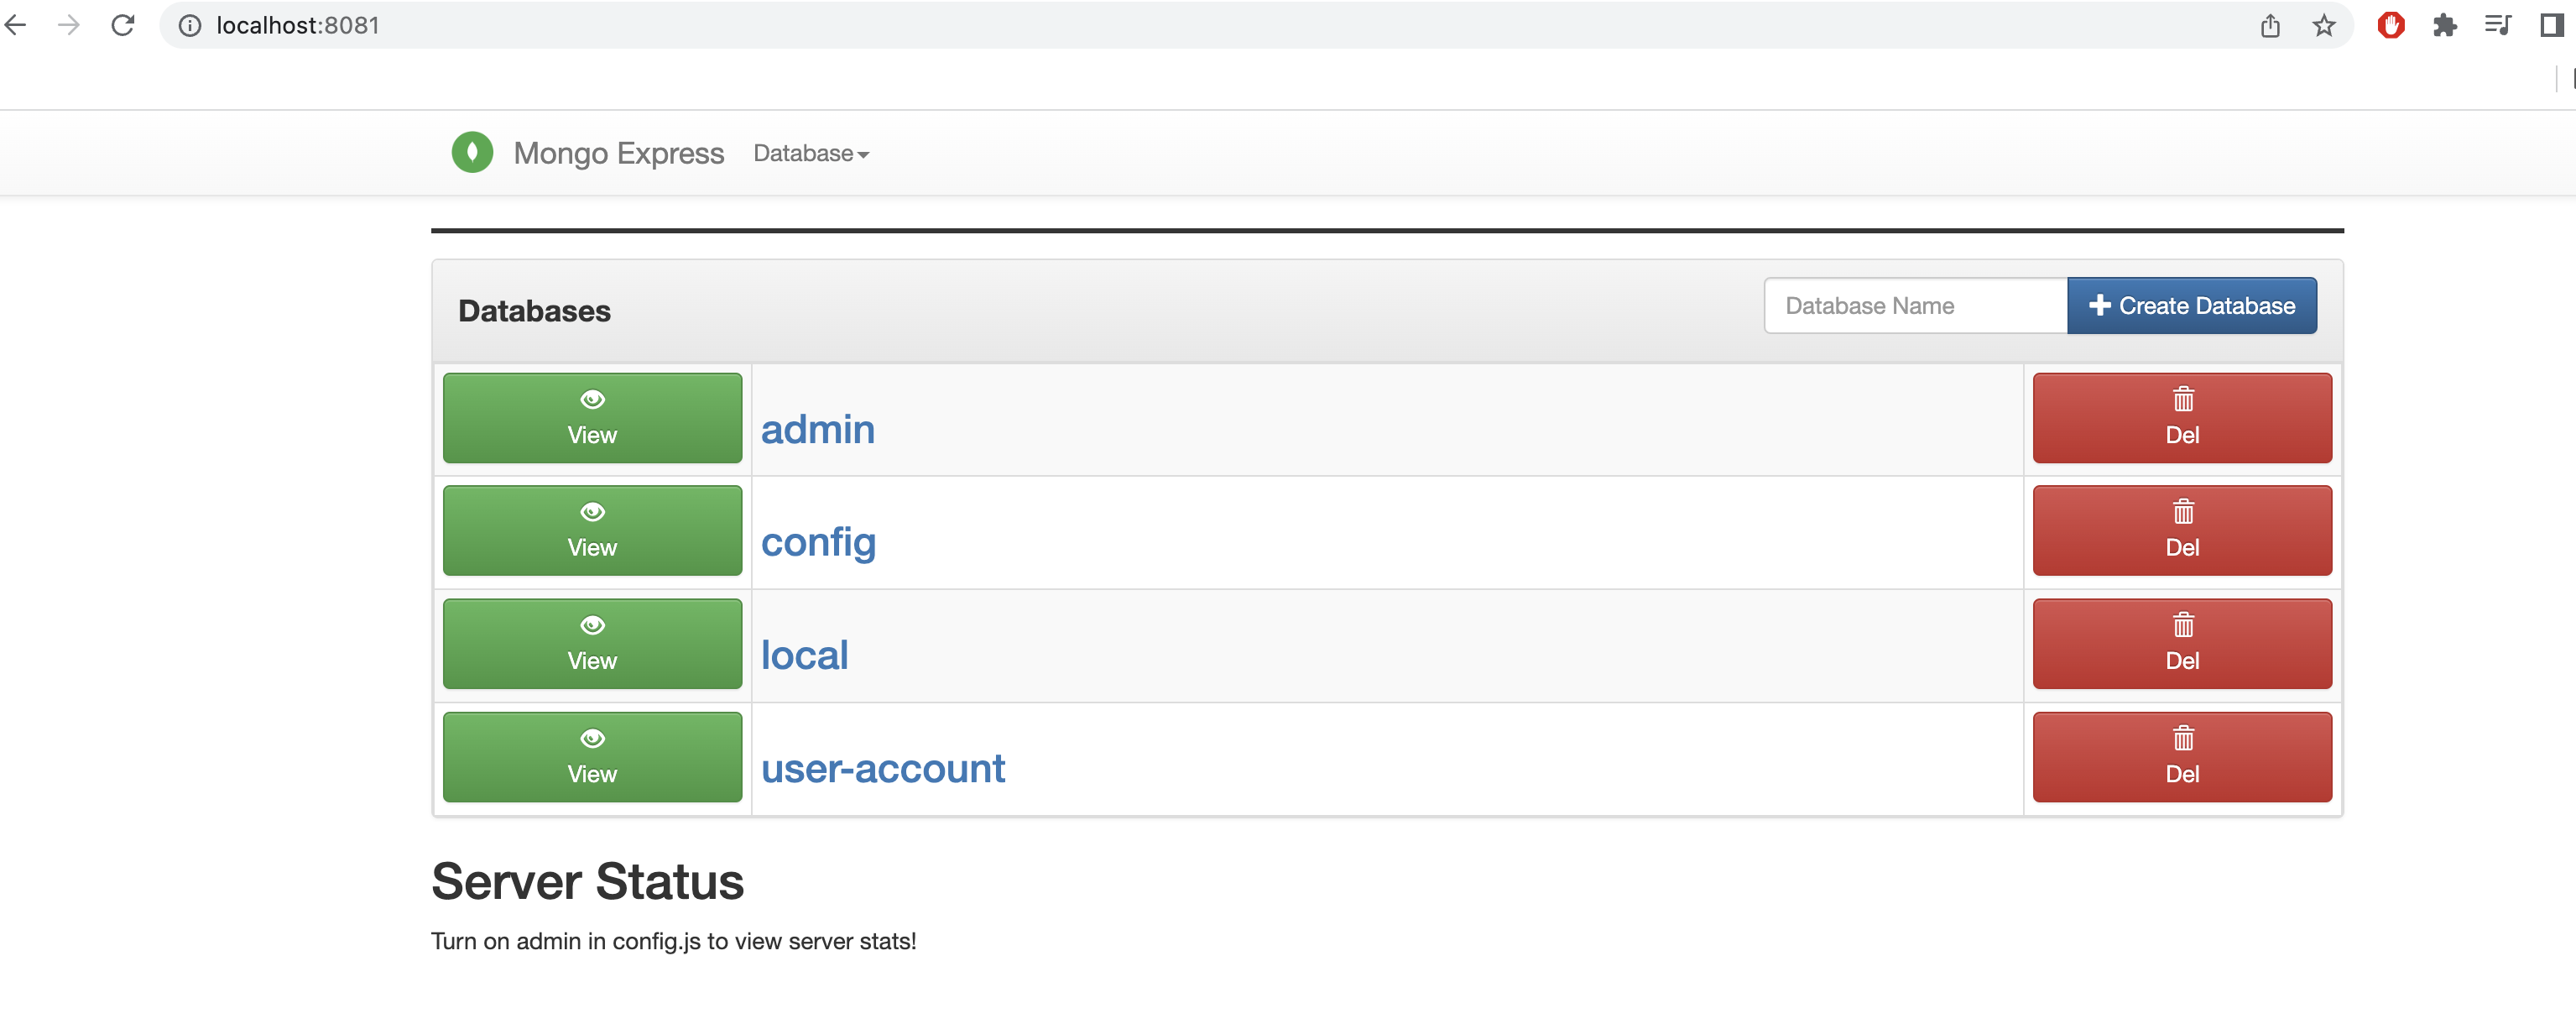 localhost:8081
Mongo Express Database
Databases Database Name Create Database
View admin Del
View config Del
View local Del
View user-account Del
Server Status
Turn on admin in config.js to view server stats!